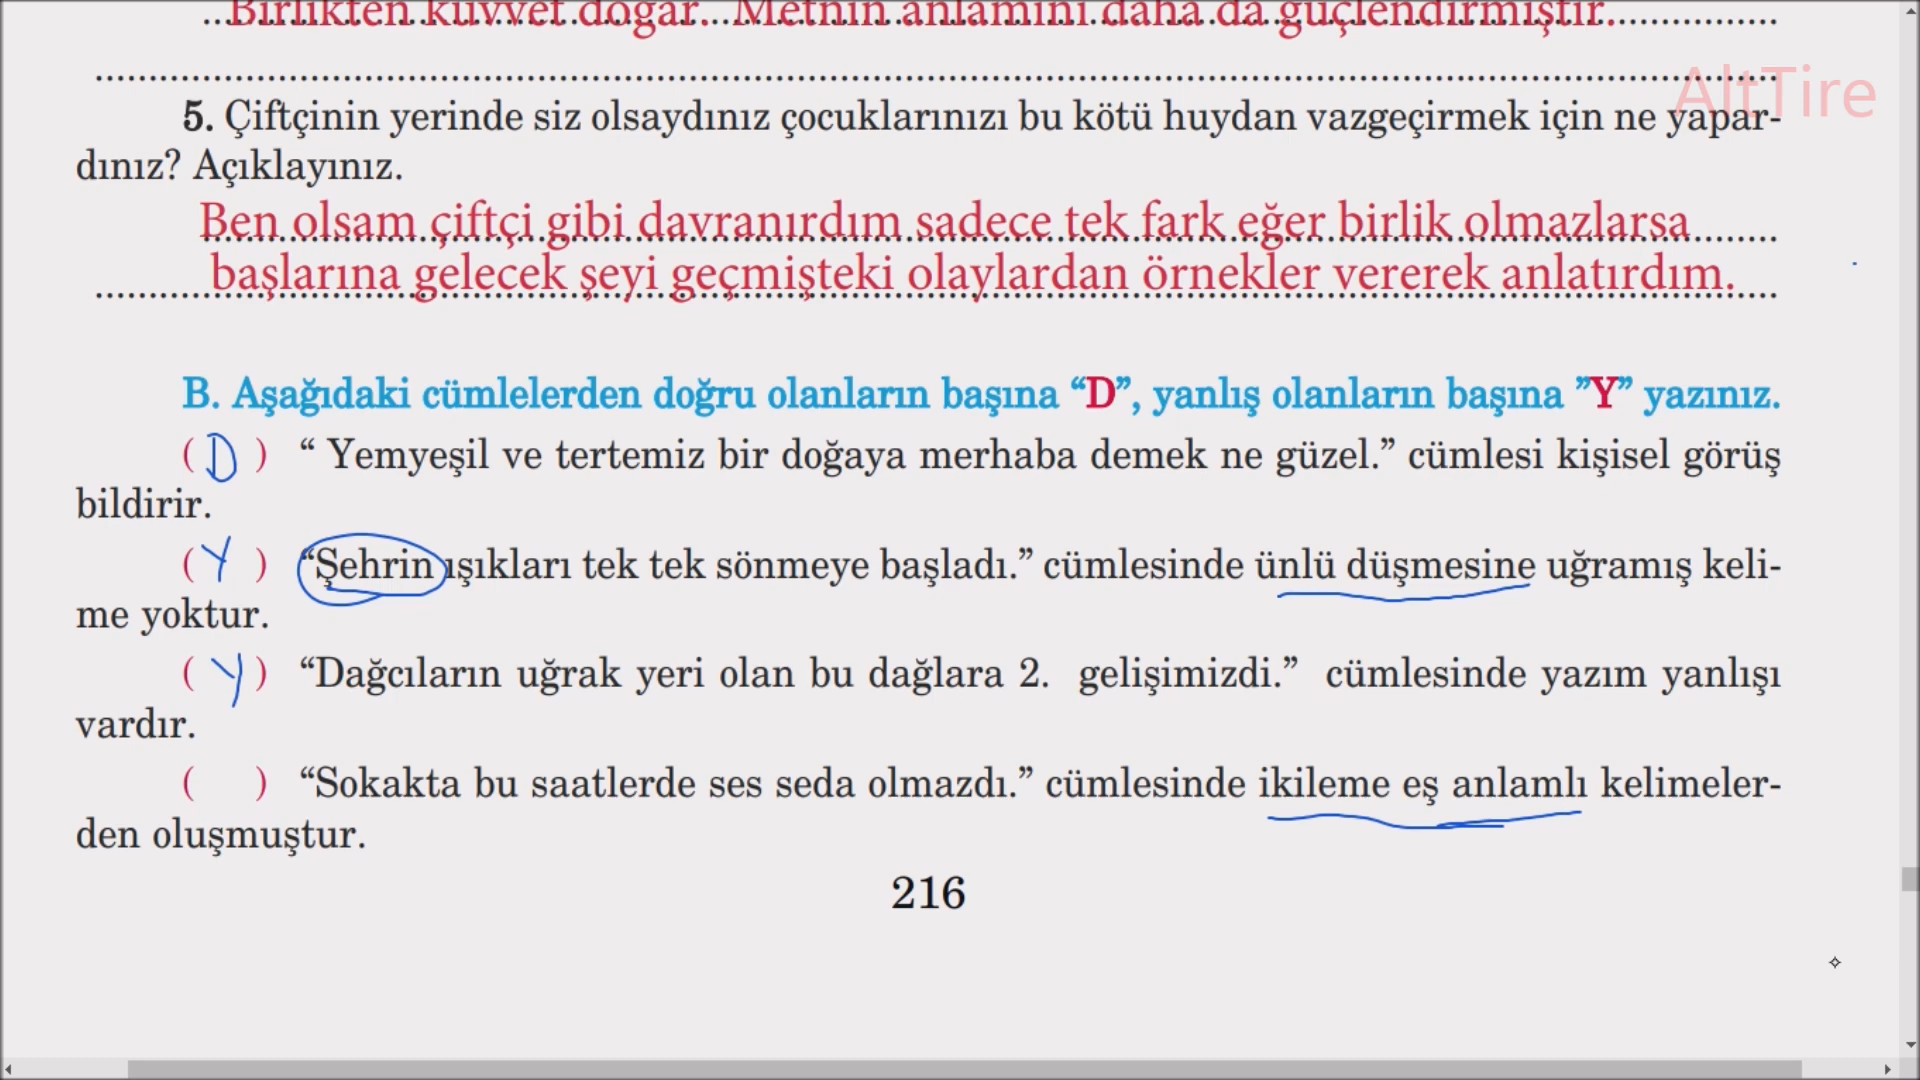 Birlikten kuvvet doğar. Metnin anlamını daha da güçlendirmiştir.
AltTire
5. Çiftçinin yerinde siz olsaydınız çocuklarınızı bu kötü huydan vazgeçirmek için ne yapar-
dınız? Açıklayınız.
Ben olsam çiftçi gibi davranırdım sadece tek fark eğer birlik olmazlarsa
başlarına gelecek şeyi geçmişteki olaylardan örnekler vererek anlatırdım.
B. Aşağıdaki cümlelerden doğru olanların başına “D”, yanlış olanların başına ”Y” yazınız.
( D ) “ Yemyeşil ve tertemiz bir doğaya merhaba demek ne güzel.” cümlesi kişisel görüş
bildirir.
( Y ) “Şehrin ışıkları tek tek sönmeye başladı.” cümlesinde ünlü düşmesine uğramış keli-
me yoktur.
( Y ) “Dağcıların uğrak yeri olan bu dağlara 2. gelişimizdi.” cümlesinde yazım yanlışı
vardır.
( ) “Sokakta bu saatlerde ses seda olmazdı.” cümlesinde ikileme eş anlamlı kelimeler-
den oluşmuştur.
216